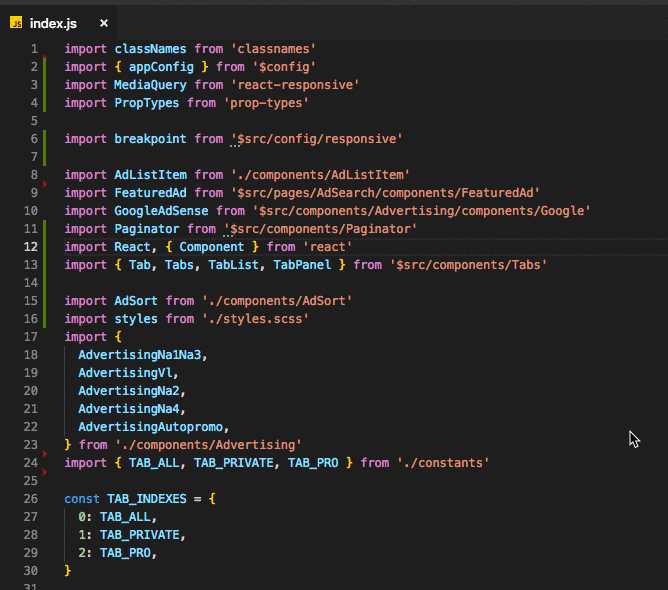 JS index.js ×
1 import classNames from 'classnames'
2 import { appConfig } from '$config'
3 import MediaQuery from 'react-responsive'
4 import PropTypes from 'prop-types'
5
6 import breakpoint from '$src/config/responsive'
7
8 import AdListItem from './components/AdListItem'
9 import FeaturedAd from '$src/pages/AdSearch/components/FeaturedAd'
10 import GoogleAdSense from '$src/components/Advertising/components/Google'
11 import Paginator from '$src/components/Paginator'
12 import React, { Component } from 'react'
13 import { Tab, Tabs, TabList, TabPanel } from '$src/components/Tabs'
14
15 import AdSort from './components/AdSort'
16 import styles from './styles.scss'
17 import {
18   AdvertisingNa1Na3,
19   AdvertisingVl,
20   AdvertisingNa2,
21   AdvertisingNa4,
22   AdvertisingAutopromo,
23 } from './components/Advertising'
24 import { TAB_ALL, TAB_PRIVATE, TAB_PRO } from './constants'
25
26 const TAB_INDEXES = {
27   0: TAB_ALL,
28   1: TAB_PRIVATE,
29   2: TAB_PRO,
30 }
31